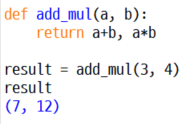 def add_mul(a, b):
    return a+b, a*b

result = add_mul(3, 4)
result
(7, 12)